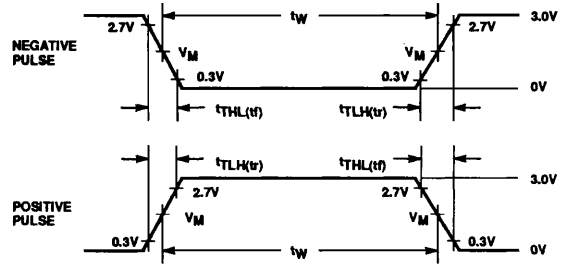 tW
3.0V
2.7V
2.7V
NEGATIVE
PULSE
VM
VM
0.3V
0.3V
0V
tTHL(tf)
tTLH(tr)
tTLH(tr)
tTHL(tf)
3.0V
2.7V
2.7V
POSITIVE
PULSE
VM
VM
0.3V
0.3V
tW
0V